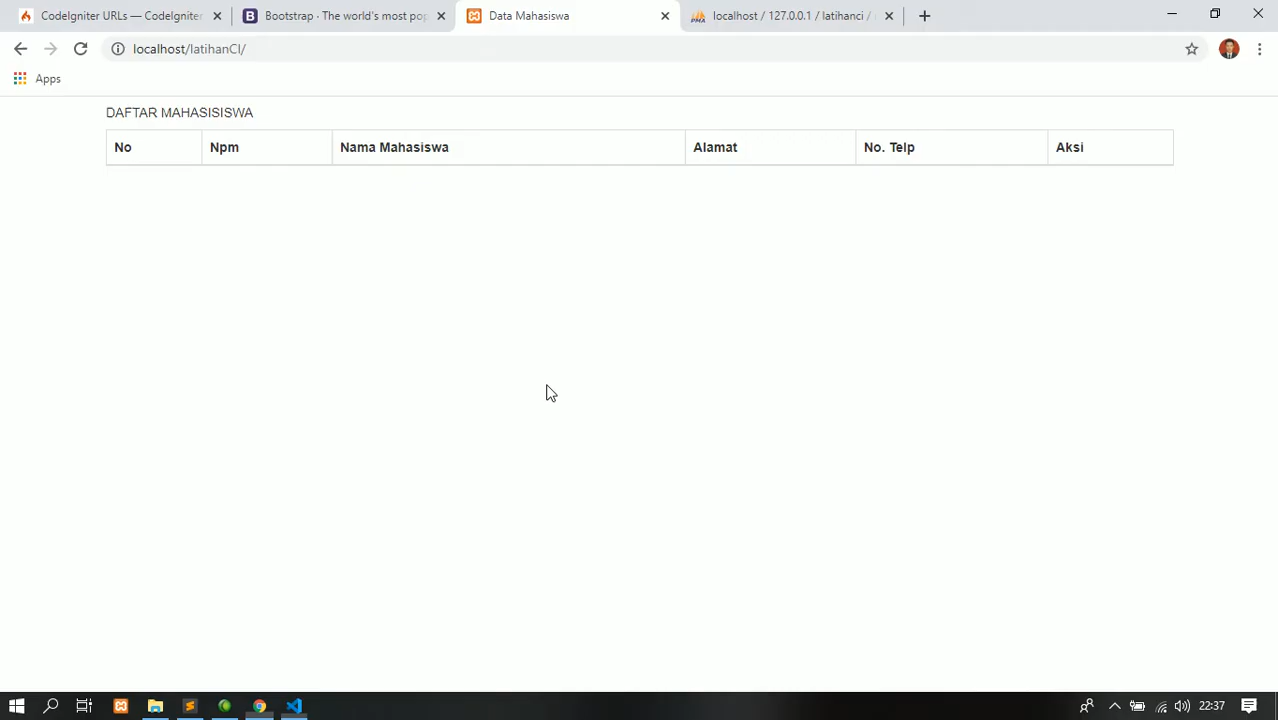 CodeIgniter URLs — CodeIgniter
Bootstrap · The world's most pop
Data Mahasiswa
localhost / 127.0.0.1 / latihanci /
localhost/latihanCI/
Apps
DAFTAR MAHASISISWA
No Npm Nama Mahasiswa Alamat No. Telp Aksi
22:37